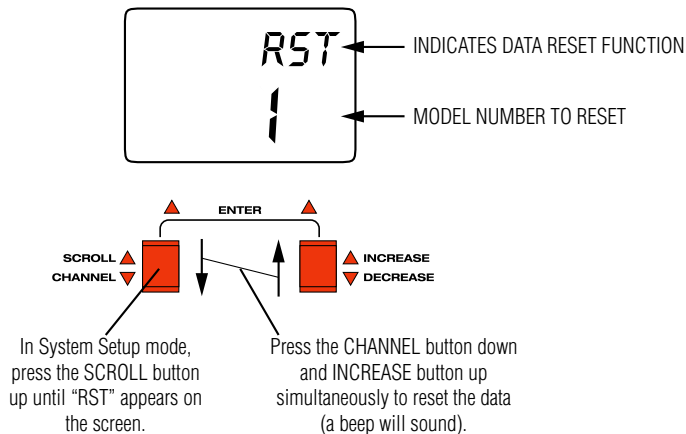 RST
INDICATES DATA RESET FUNCTION
1
MODEL NUMBER TO RESET
ENTER
SCROLL
CHANNEL
INCREASE
DECREASE
In System Setup mode,
press the SCROLL button
up until “RST” appears on
the screen.
Press the CHANNEL button down
and INCREASE button up
simultaneously to reset the data
(a beep will sound).